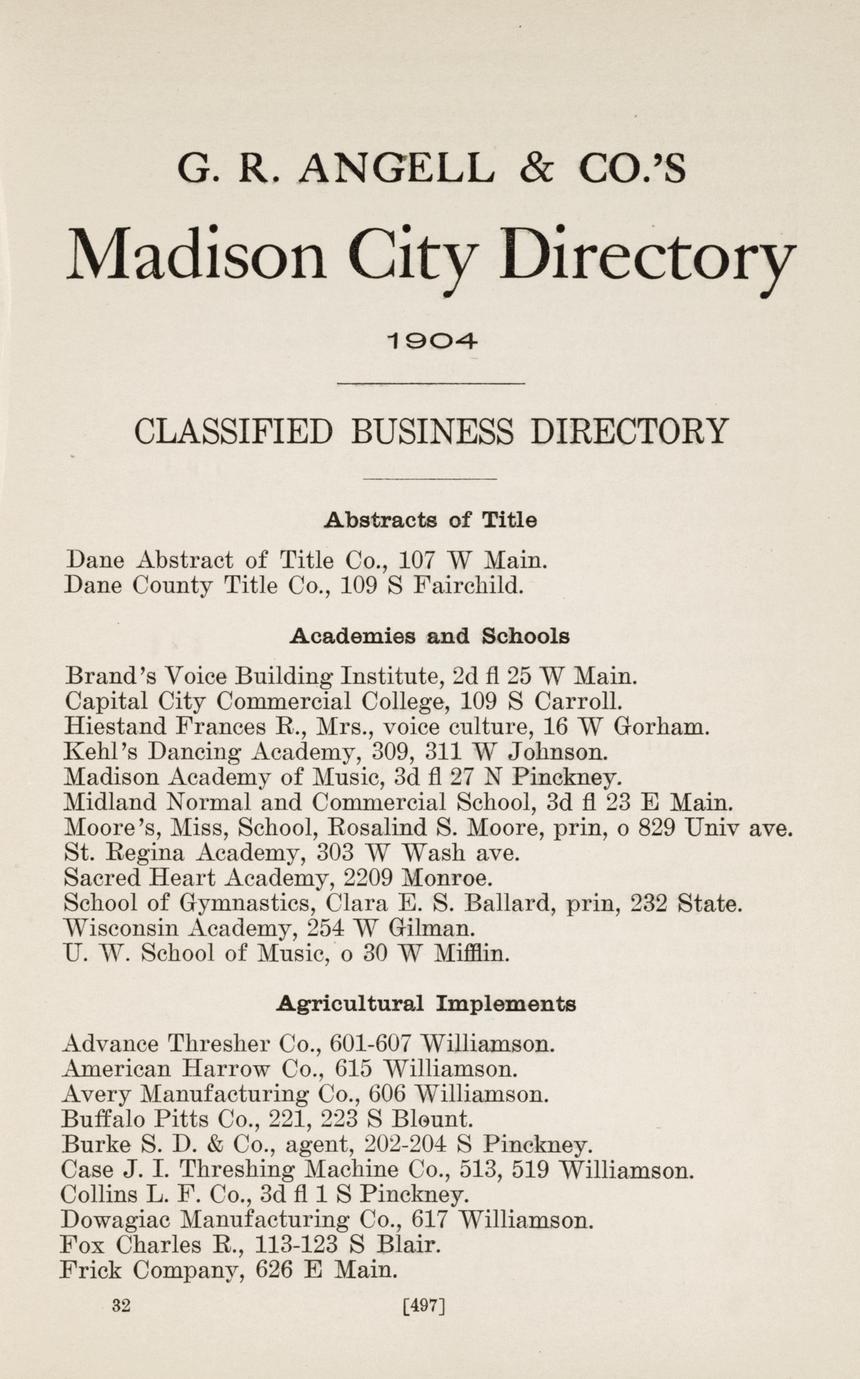 G. R. ANGELL & CO.'S
Madison City Directory
1904
CLASSIFIED BUSINESS DIRECTORY
Abstracts of Title
Dane Abstract of Title Co., 107 W Main.
Dane County Title Co., 109 S Fairchild.
Academies and Schools
Brand's Voice Building Institute, 2d fl 25 W Main.
Capital City Commercial College, 109 S Carroll.
Hiestand Frances R., Mrs., voice culture, 16 W Gorham.
Kehl's Dancing Academy, 309, 311 W Johnson.
Madison Academy of Music, 3d fl 27 N Pinckney.
Midland Normal and Commercial School, 3d fl 23 E Main.
Moore's, Miss, School, Rosalind S. Moore, prin, o 829 Univ ave.
St. Regina Academy, 303 W Wash ave.
Sacred Heart Academy, 2209 Monroe.
School of Gymnastics, Clara E. S. Ballard, prin, 232 State.
Wisconsin Academy, 254 W Gilman.
U. W. School of Music, o 30 W Mifflin.
Agricultural Implements
Advance Thresher Co., 601-607 Williamson.
American Harrow Co., 615 Williamson.
Avery Manufacturing Co., 606 Williamson.
Buffalo Pitts Co., 221, 223 S Blount.
Burke S. D. & Co., agent, 202-204 S Pinckney.
Case J. I. Threshing Machine Co., 513, 519 Williamson.
Collins L. F. Co., 3d fl 1 S Pinckney.
Dowagiac Manufacturing Co., 617 Williamson.
Fox Charles R., 113-123 S Blair.
Frick Company, 626 E Main.
32 [497]